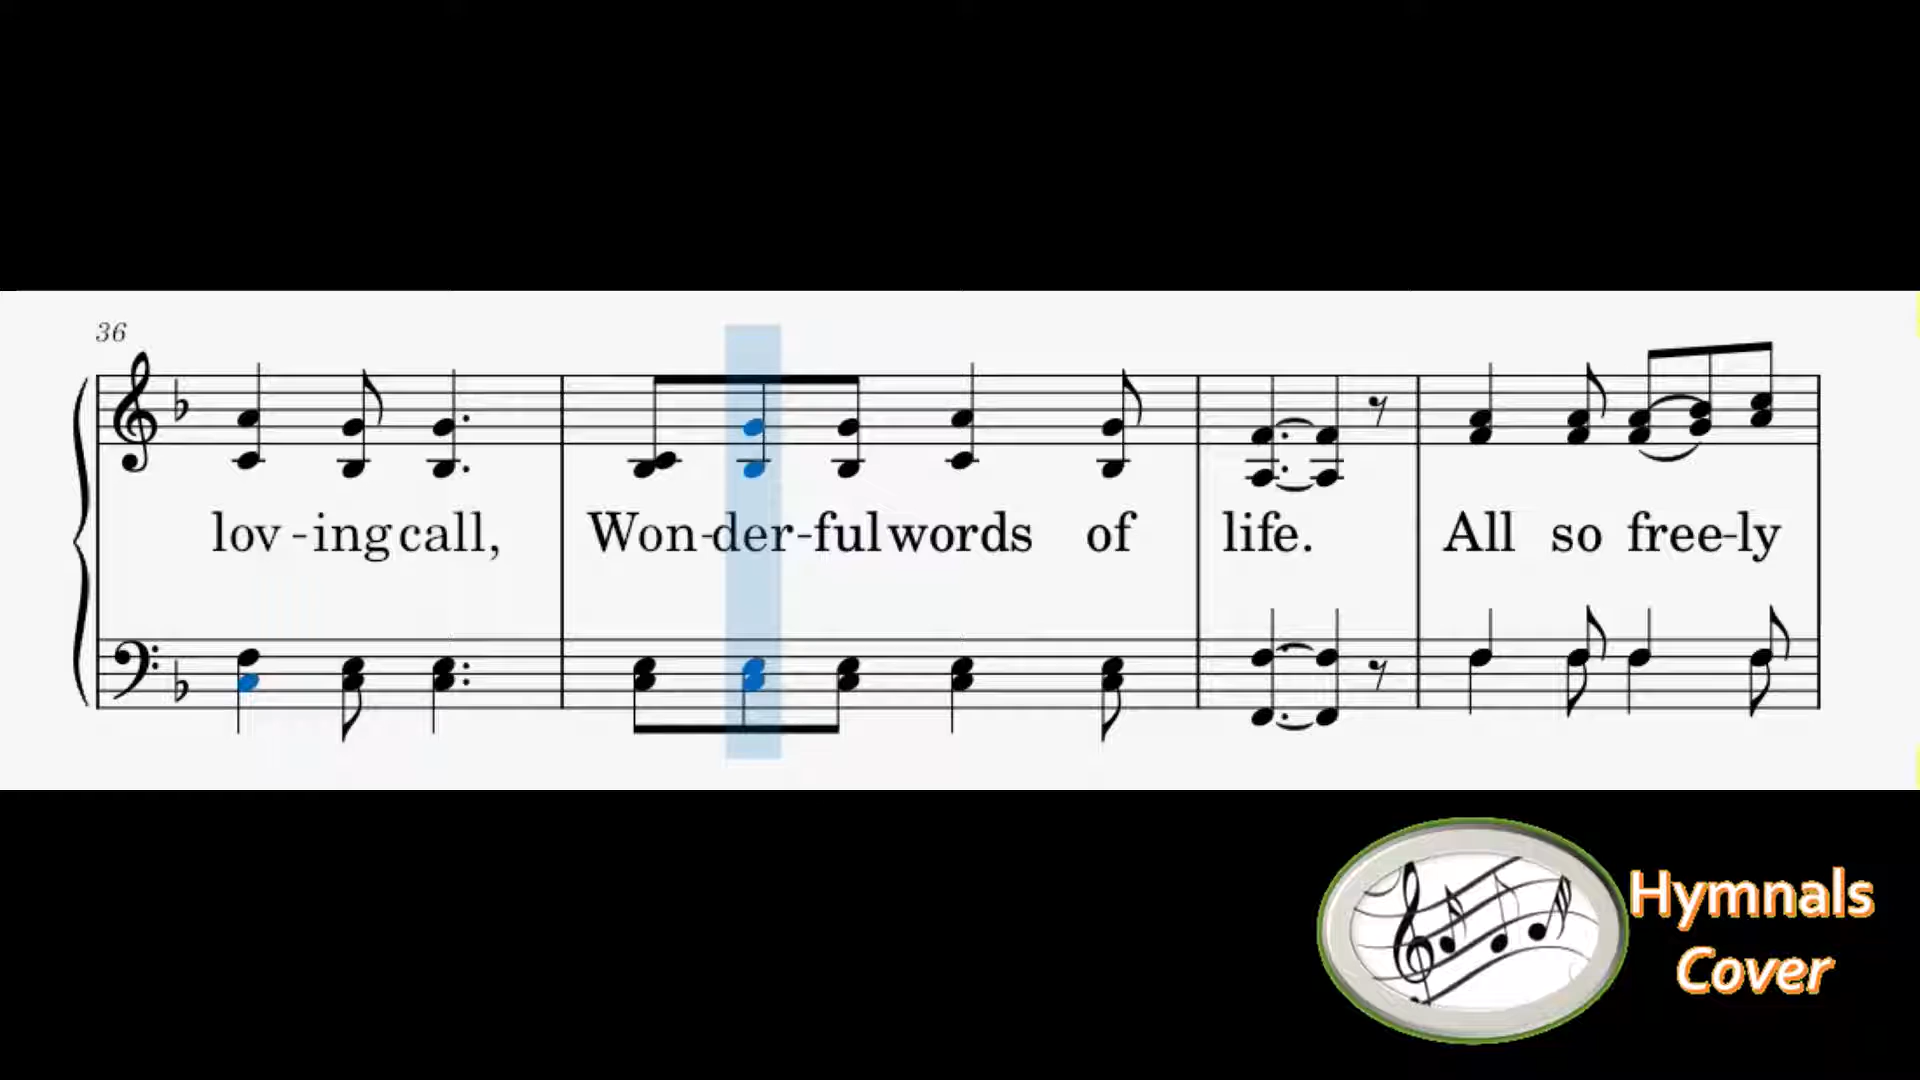 36
lov - ing call, Won-der-ful words of life. All so free-ly
Hymnals
Cover